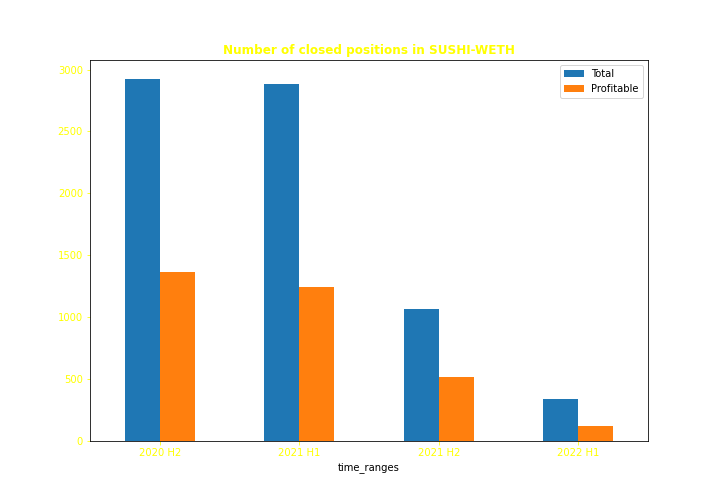 Number of closed positions in SUSHI-WETH
Total
Profitable
3000
2500
2000
1500
1000
500
0
2020 H2
2021 H1
2021 H2
2022 H1
time_ranges